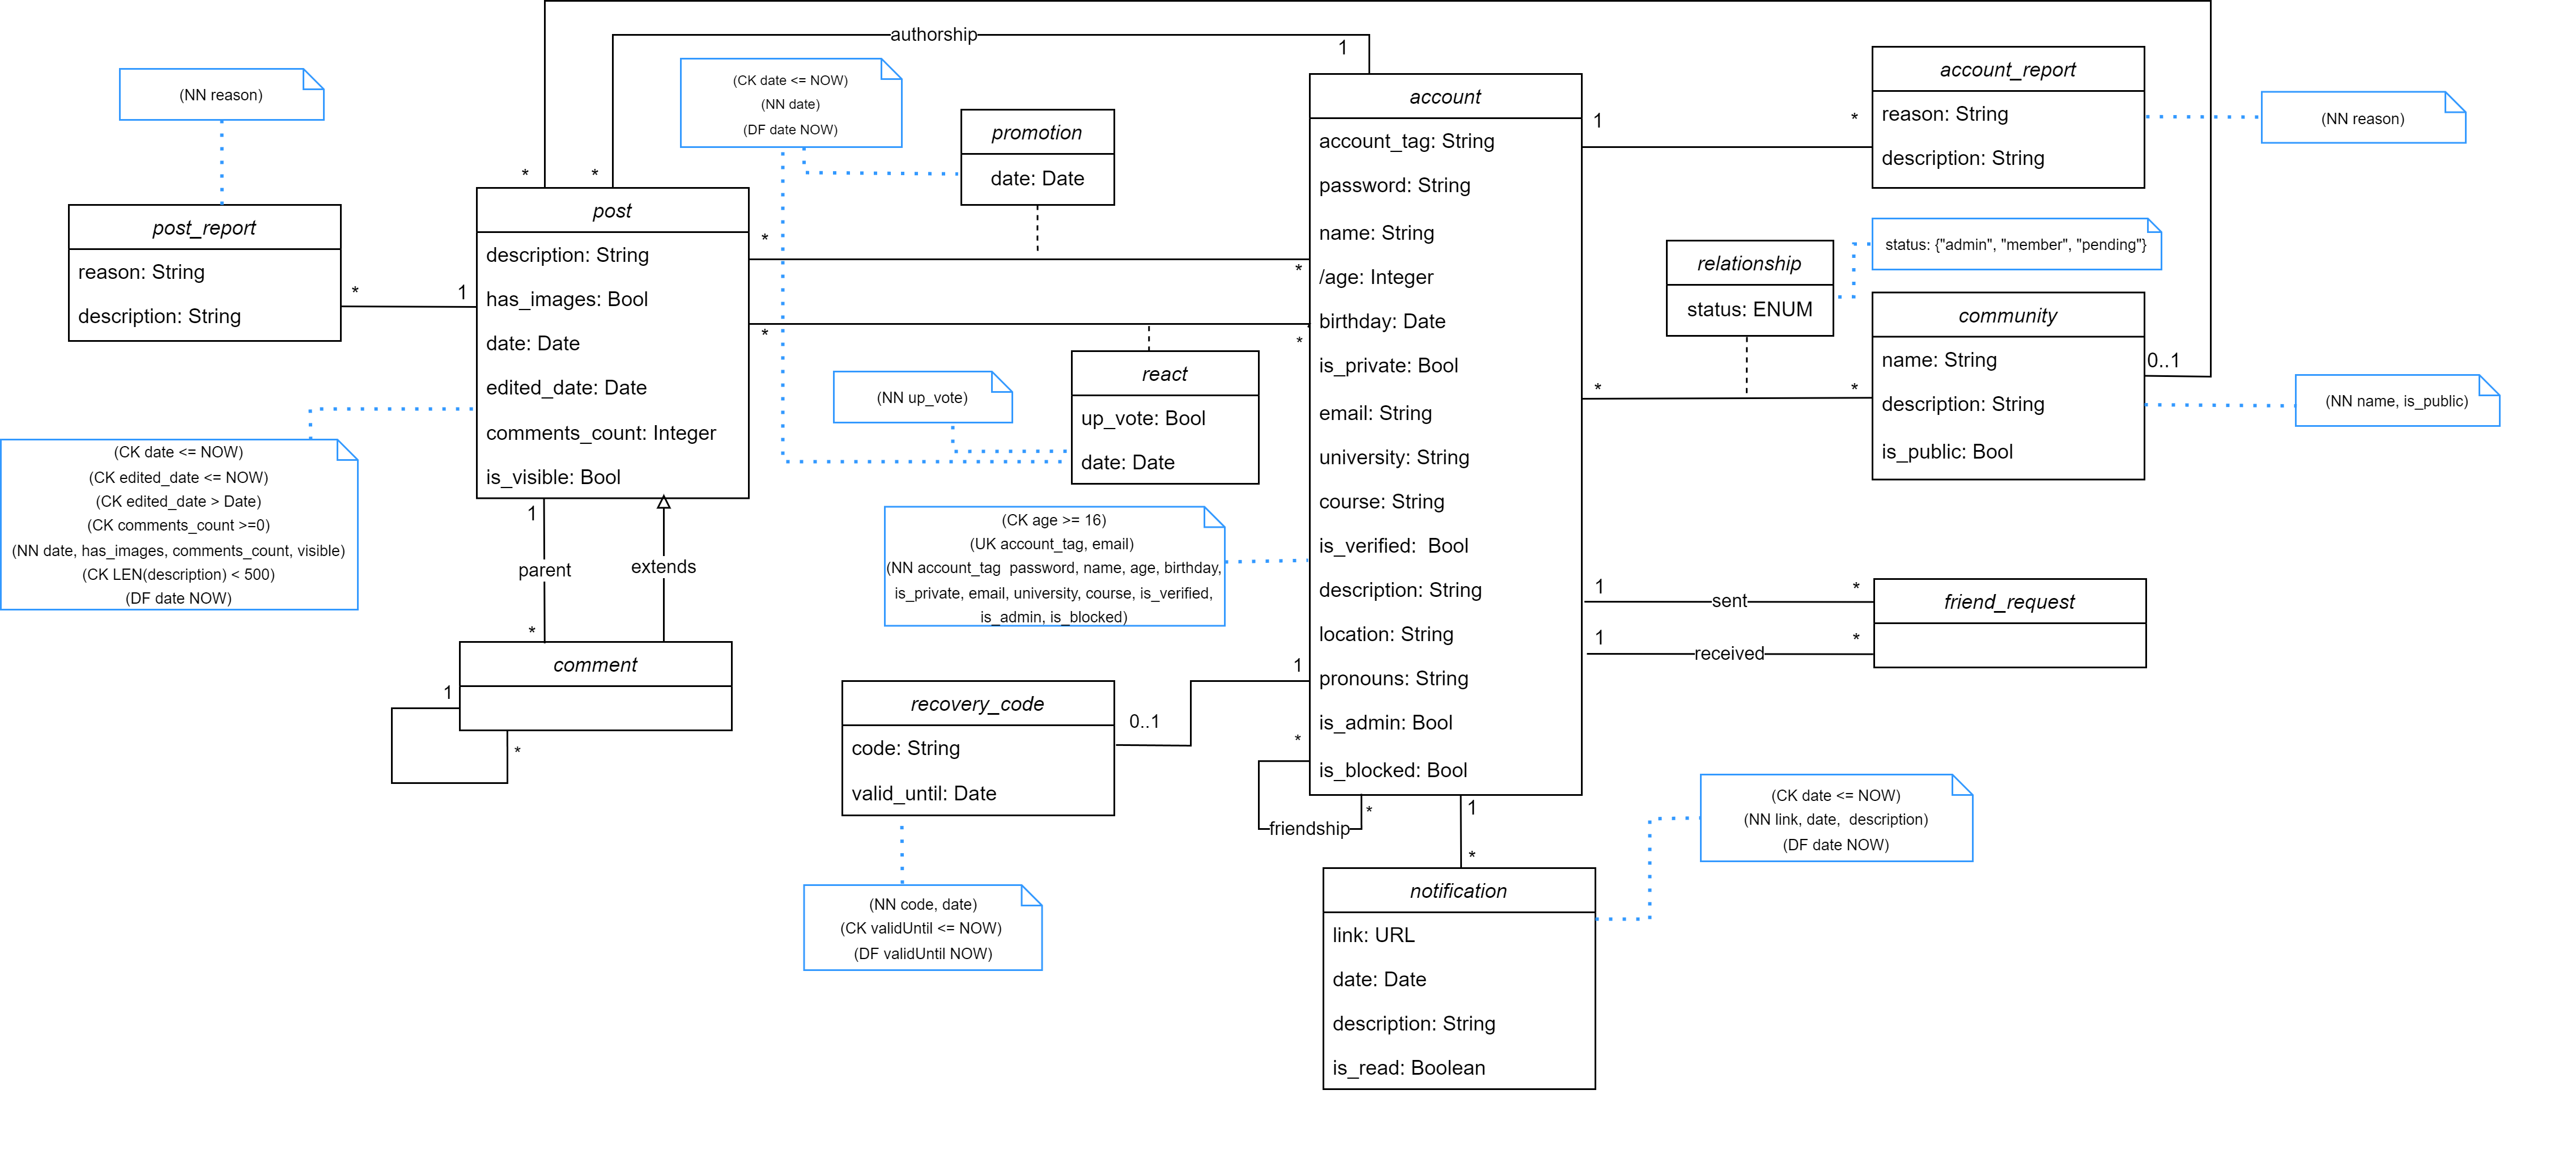 authorship
1
(NN reason)
post_report
reason: String
description: String
*
1
*
*
post
description: String
has_images: Bool
date: Date
edited_date: Date
comments_count: Integer
is_visible: Bool
(CK date <= NOW)
(CK edited_date <= NOW)
(CK edited_date > Date)
(CK comments_count >=0)
(NN date, has_images, comments_count, visible)
(CK LEN(description) < 500)
(DF date NOW)
1
parent
*
extends
comment
1
*
(CK date <= NOW)
(NN date)
(DF date NOW)
promotion
date: Date
*
*
*
*
(NN up_vote)
react
up_vote: Bool
date: Date
(CK age >= 16)
(UK account_tag, email)
(NN account_tag  password, name, age, birthday,
is_private, email, university, course, is_verified,
is_admin, is_blocked)
recovery_code
code: String
valid_until: Date
0..1
1
(NN code, date)
(CK validUntil <= NOW)
(DF validUntil NOW)
account
account_tag: String
password: String
name: String
/age: Integer
birthday: Date
is_private: Bool
email: String
university: String
course: String
is_verified:  Bool
description: String
location: String
pronouns: String
is_admin: Bool
is_blocked: Bool
*
*
friendship
1
*
notification
link: URL
date: Date
description: String
is_read: Boolean
(CK date <= NOW)
(NN link, date,  description)
(DF date NOW)
1
*
account_report
reason: String
description: String
(NN reason)
relationship
status: ENUM
status: {"admin", "member", "pending"}
*
*
community
name: String
description: String
is_public: Bool
0..1
(NN name, is_public)
1
sent
*
1
received
*
friend_request